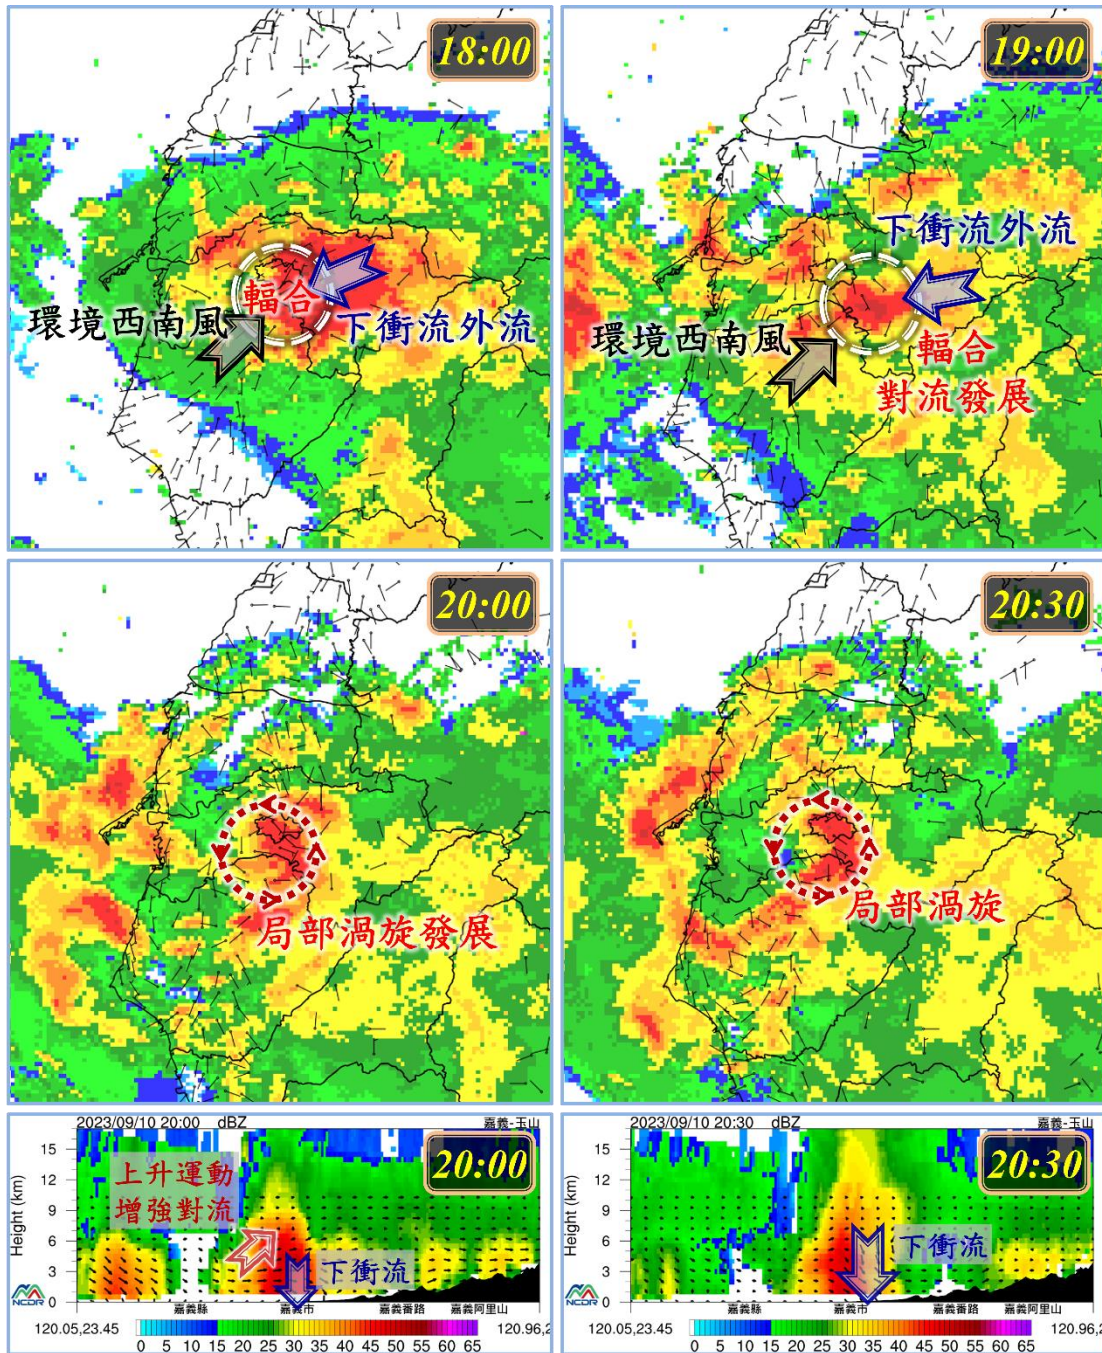 18:00
下衝流外流
輻合
環境西南風
19:00
下衝流外流
環境西南風
輻合
對流發展
20:00
局部渦旋發展
20:30
局部渦旋
2023/09/10 20:00 dBZ 嘉義-玉山
20:00
上升運動
增強對流
下衝流
Height (km)
15
12
9
6
3
0
NCDR
嘉義縣 嘉義市 嘉義番路 嘉義阿里山
120.05,23.45 120.96,2
0 5 10 15 20 25 30 35 40 45 50 55 60 65
2023/09/10 20:30 dBZ 嘉義-玉山
20:30
下衝流
Height (km)
15
12
9
6
3
0
NCDR
嘉義縣 嘉義市 嘉義番路 嘉義阿里山
120.05,23.45 120.96,2
0 5 10 15 20 25 30 35 40 45 50 55 60 65